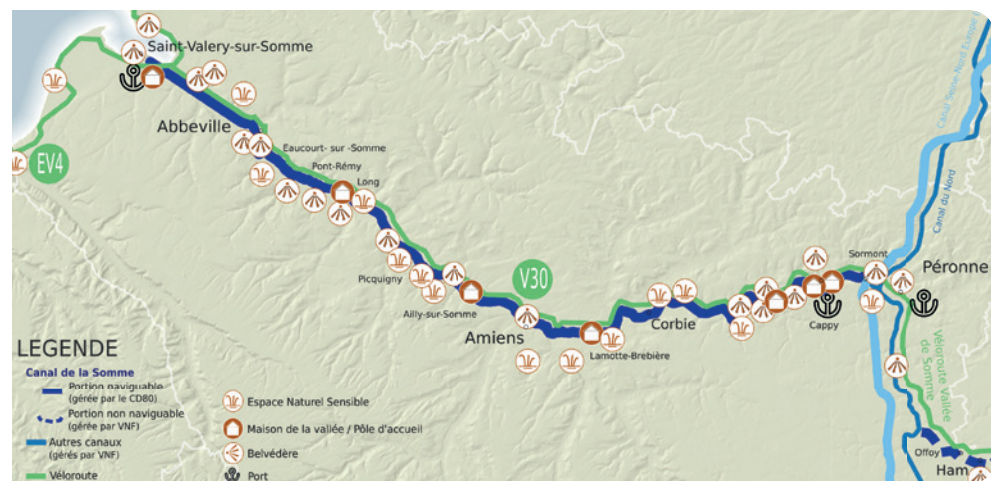 Saint-Valery-sur-Somme
Abbeville
EV4
Éaucourt- sur -Somme
Pont-Rémy
Long
Picquigny
Ailly-sur-Somme
V30
Amiens
Lamotte-Brebière
Corbie
Cappy
Sormont
Péronne
Canal Seine-Nord Europe
Canal du Nord
Véloroute Vallée
de Somme
Offoy
Ham
LEGENDE
Canal de la Somme
Portion naviguable
(gérée par le CD80)
Portion non naviguable
(gérée par VNF)
Autres canaux
(gérés par VNF)
Véloroute
Espace Naturel Sensible
Maison de la vallée / Pôle d'accueil
Belvédère
Port